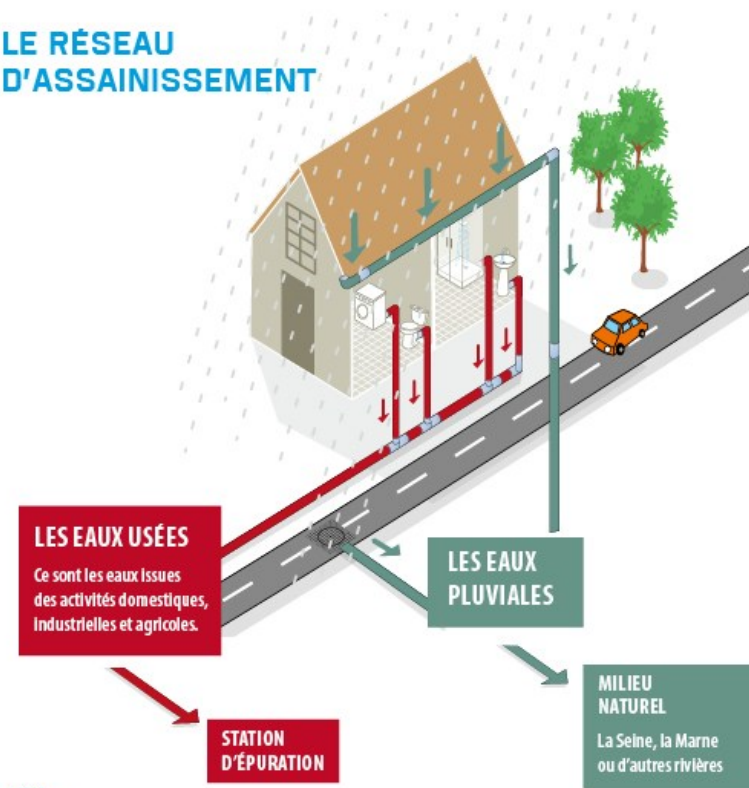 LE RÉSEAU
D'ASSAINISSEMENT
LES EAUX USÉES
Ce sont les eaux issues
des activités domestiques,
industrielles et agricoles.
LES EAUX
PLUVIALES
STATION
D'ÉPURATION
MILIEU
NATUREL
La Seine, la Marne
ou d'autres rivières